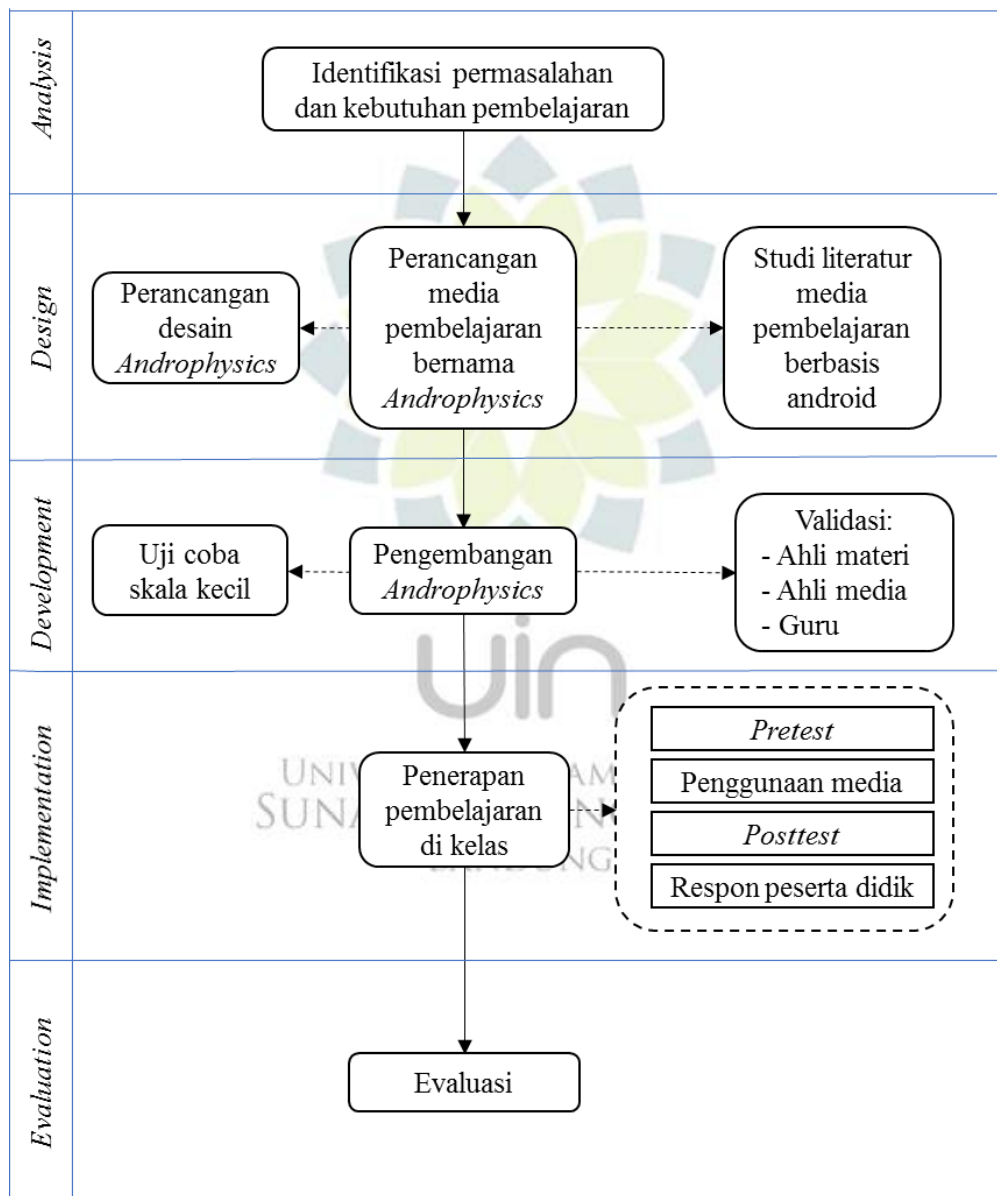 Analysis
Identifikasi permasalahan
dan kebutuhan pembelajaran
Design
Perancangan
desain
Androphysics
Perancangan
media
pembelajaran
bernama
Androphysics
Studi literatur
media
pembelajaran
berbasis
android
Development
Uji coba
skala kecil
Pengembangan
Androphysics
Validasi:
- Ahli materi
- Ahli media
- Guru
uin
Implementation
Penerapan
pembelajaran
di kelas
Pretest
Penggunaan media
Posttest
Respon peserta didik
Evaluation
Evaluasi